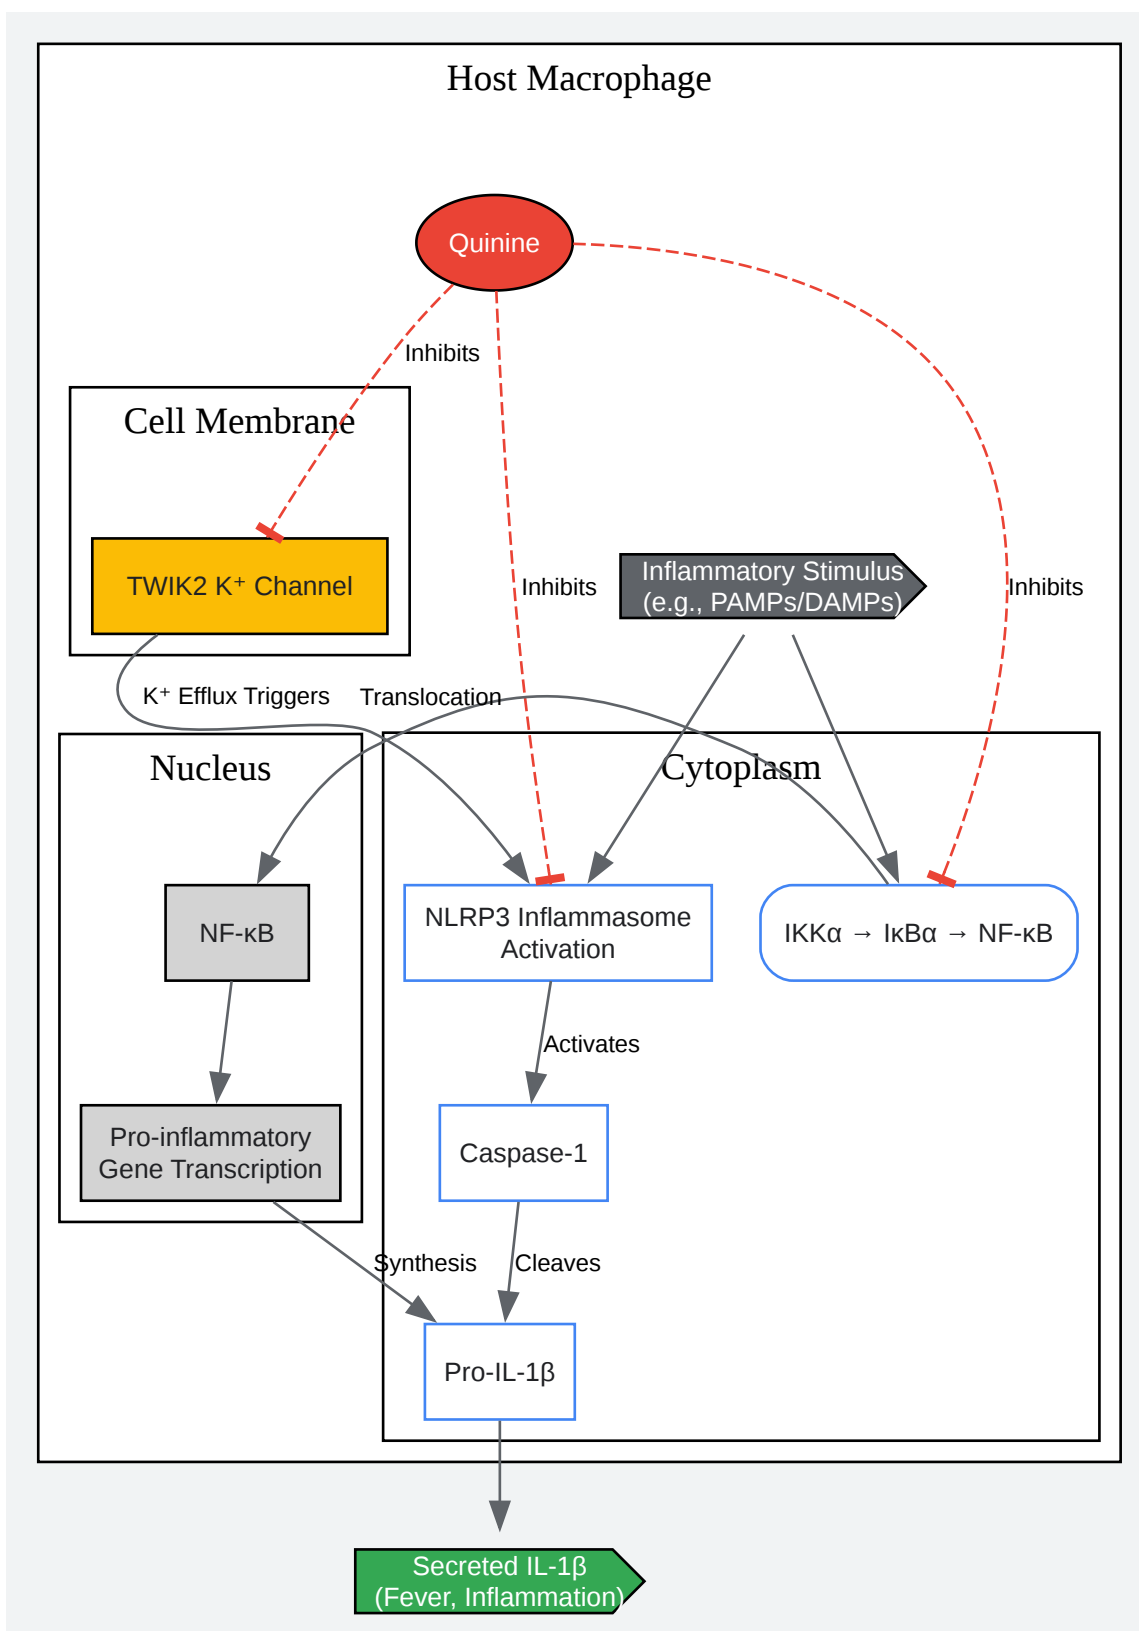 Host Macrophage
Quinine
Inhibits
Cell Membrane
TWIK2 K⁺ Channel
Inhibits
Inflammatory Stimulus
(e.g., PAMPs/DAMPs)
Inhibits
K⁺ Efflux Triggers
Translocation
Nucleus
Cytoplasm
NF-κB
NLRP3 Inflammasome
Activation
IKKα → IκBα → NF-κB
Activates
Pro-inflammatory
Gene Transcription
Caspase-1
Synthesis
Cleaves
Pro-IL-1β
Secreted IL-1β
(Fever, Inflammation)